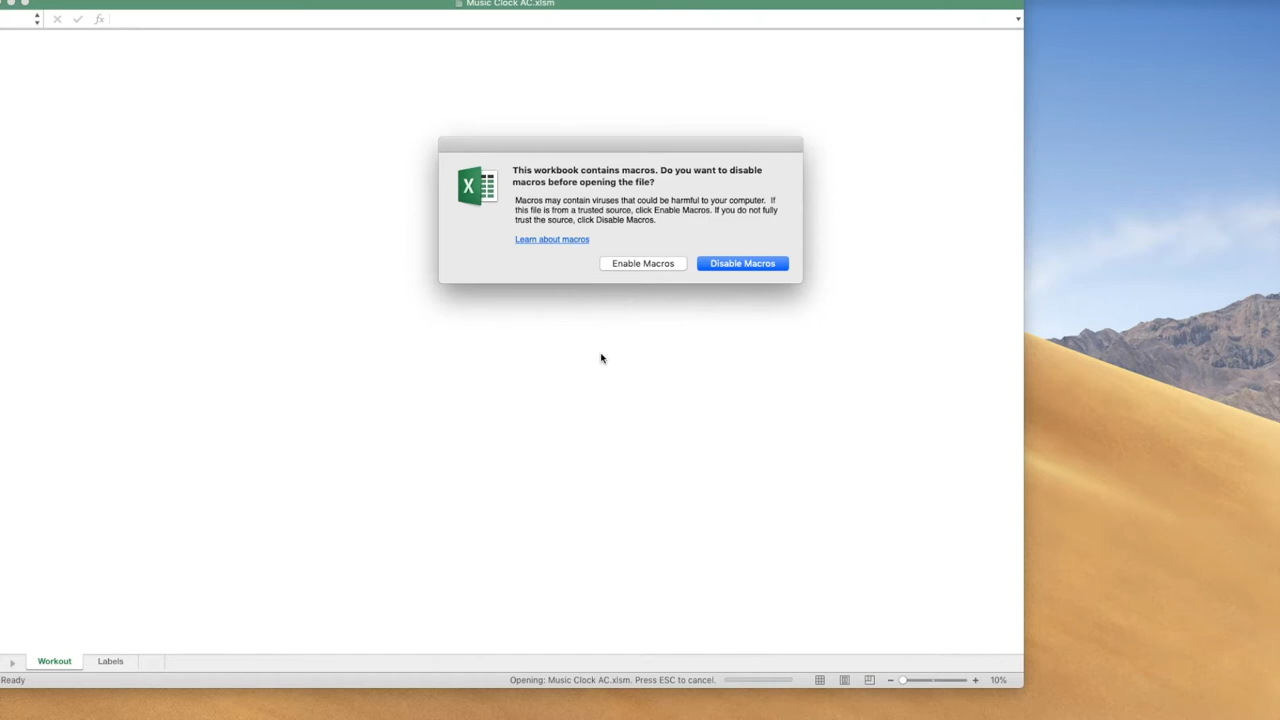 Music Clock AC.xlsm
fx
This workbook contains macros. Do you want to disable
macros before opening the file?
Macros may contain viruses that could be harmful to your computer. If
this file is from a trusted source, click Enable Macros. If you do not fully
trust the source, click Disable Macros.
Learn about macros
Enable Macros Disable Macros
Workout Labels
Ready Opening: Music Clock AC.xlsm. Press ESC to cancel. 10%